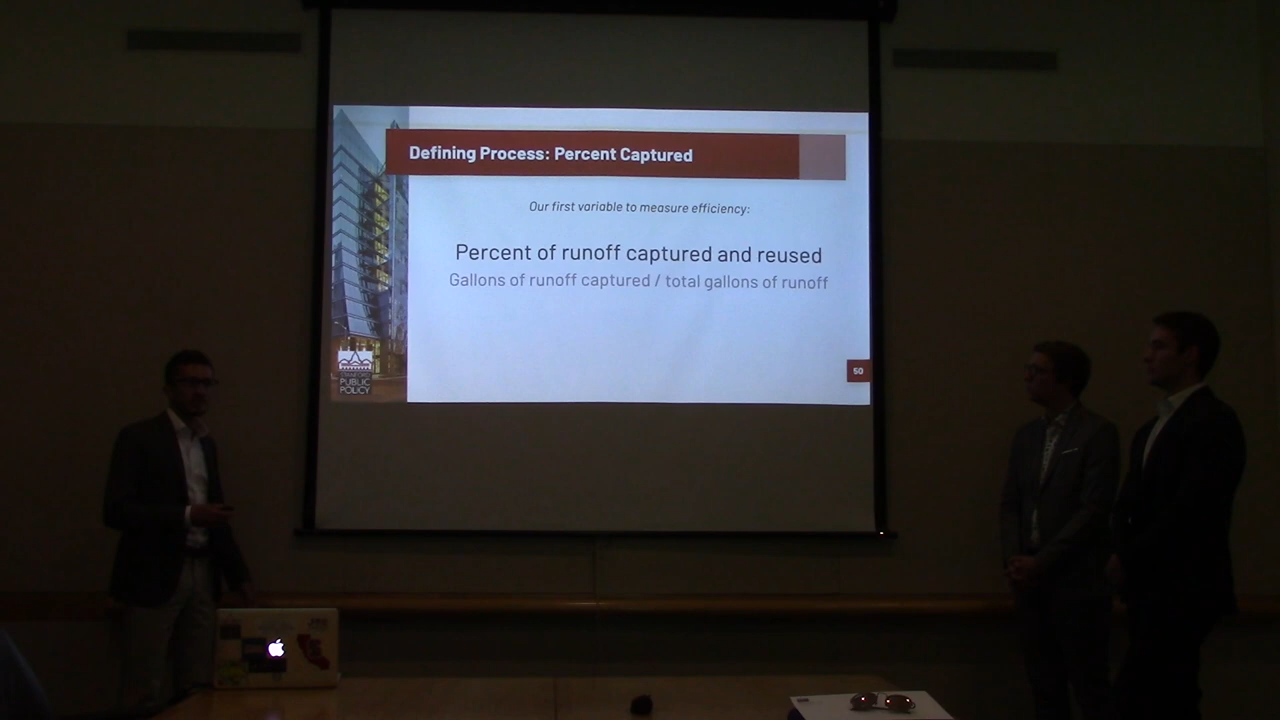 Defining Process: Percent Captured
Our first variable to measure efficiency:
Percent of runoff captured and reused
Gallons of runoff captured / total gallons of runoff
STANFORD
PUBLIC
POLICY
50